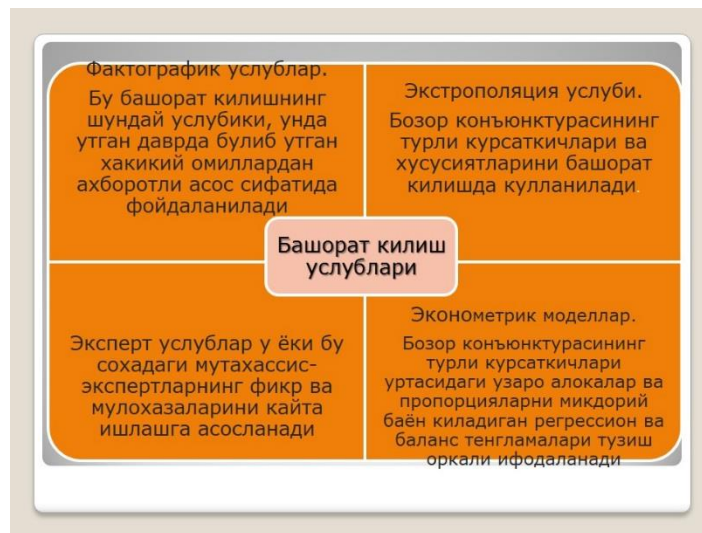 Фактографик услублар.
Бу башорат килишнинг
шундай услубики, унда
утган даврда булиб утган
хакикий омиллардан
ахборотли асос сифатида
фойдаланилади
Экстрополяция услуби.
Бозор конъюнктурасининг
турли курсаткичлари ва
хусусиятларини башорат
килишда кулланилади.
Башорат килиш
услублари
Эксперт услублар у ёки бу
сохадаги мутахассис-
экспертларнинг фикр ва
мулохазаларини кайта
ишлашга асосланади
Эконометрик моделлар.
Бозор конъюнктурасининг
турли курсаткичлари
уртасидаги узаро алокалар ва
пропорцияларни микдорий
баён киладиган регрессион ва
баланс тенгламалари тузиш
оркали ифодаланади